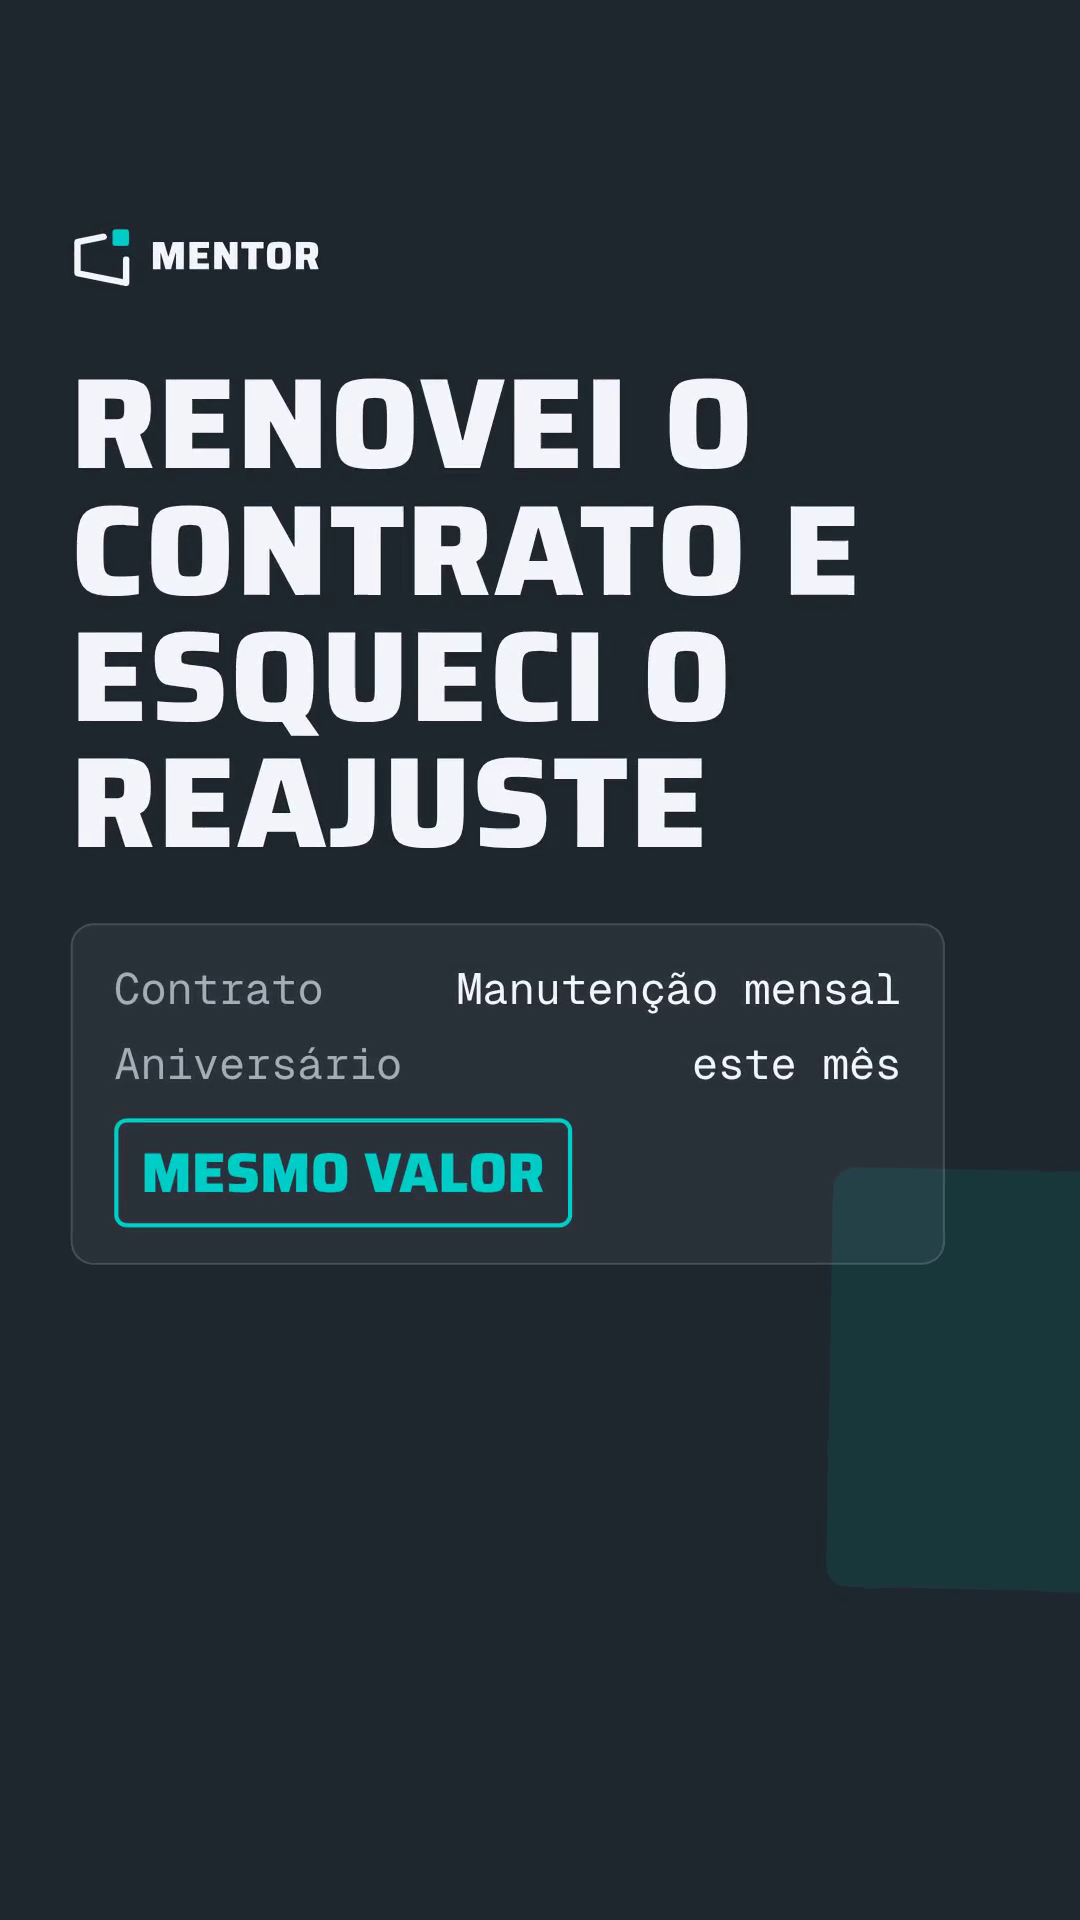 MENTOR
RENOVEI O
CONTRATO E
ESQUECI O
REAJUSTE
Contrato Manutenção mensal
Aniversário este mês
MESMO VALOR